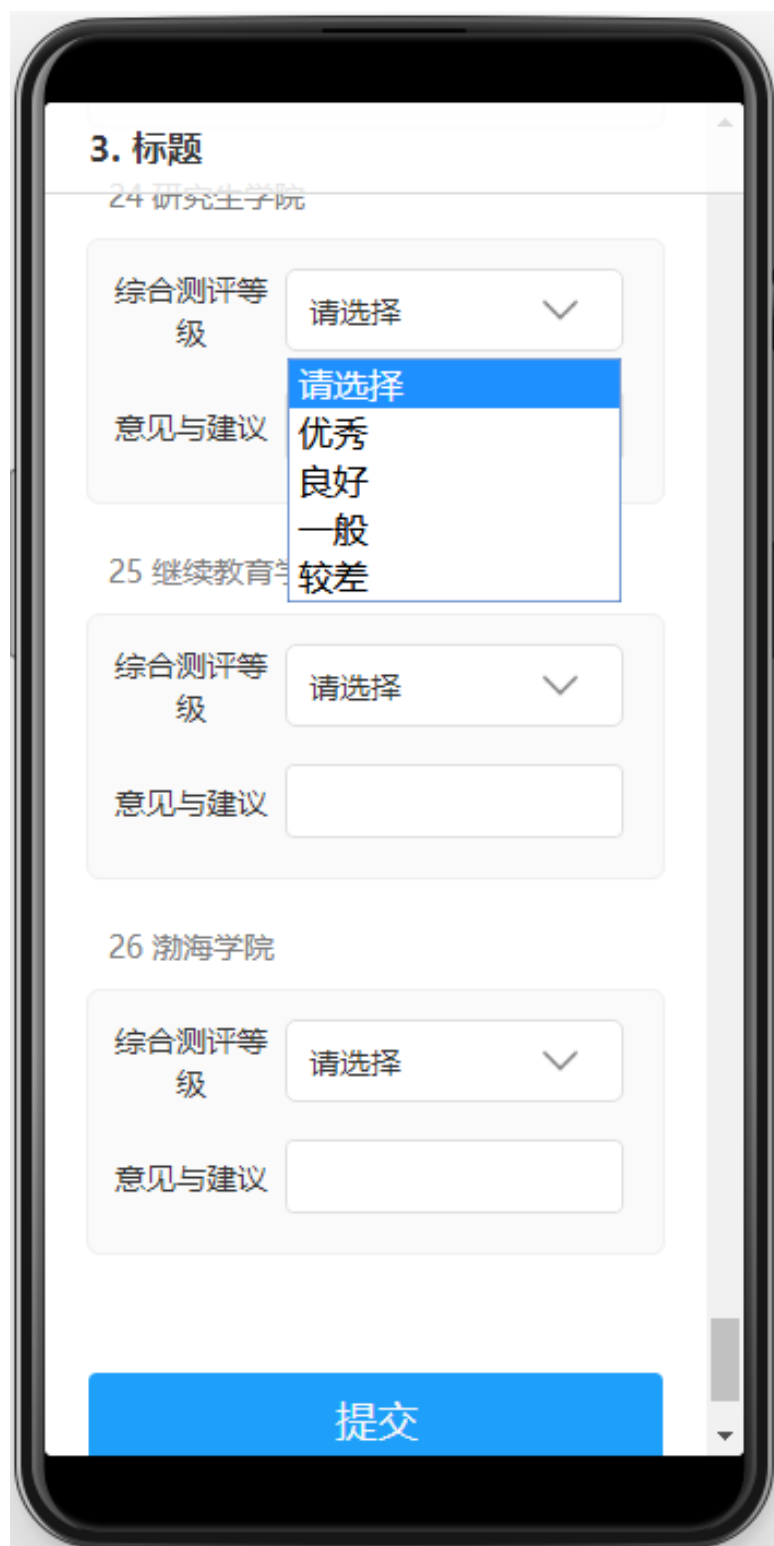 3. 标题
24 研究生学院
综合测评等
级
请选择
请选择
优秀
良好
一般
较差
意见与建议
25 继续教育
综合测评等
级
请选择
意见与建议
26 渤海学院
综合测评等
级
请选择
意见与建议
提交